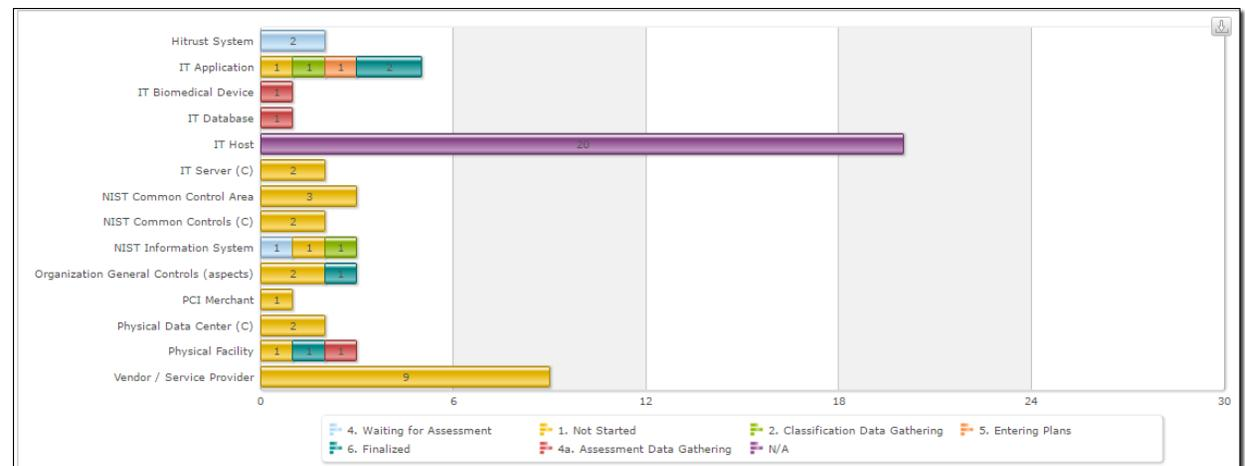 Hitrust System 2
IT Application 1 1 1 2
IT Biomedical Device 1
IT Database 1
IT Host 20
IT Server (C) 2
NIST Common Control Area 3
NIST Common Controls (C) 2
NIST Information System 1 1 1
Organization General Controls (aspects) 2 1
PCI Merchant 1
Physical Data Center (C) 2
Physical Facility 1 1 1
Vendor / Service Provider 9
0 6 12 18 24 30
4. Waiting for Assessment 1. Not Started 2. Classification Data Gathering 5. Entering Plans
6. Finalized 4a. Assessment Data Gathering N/A